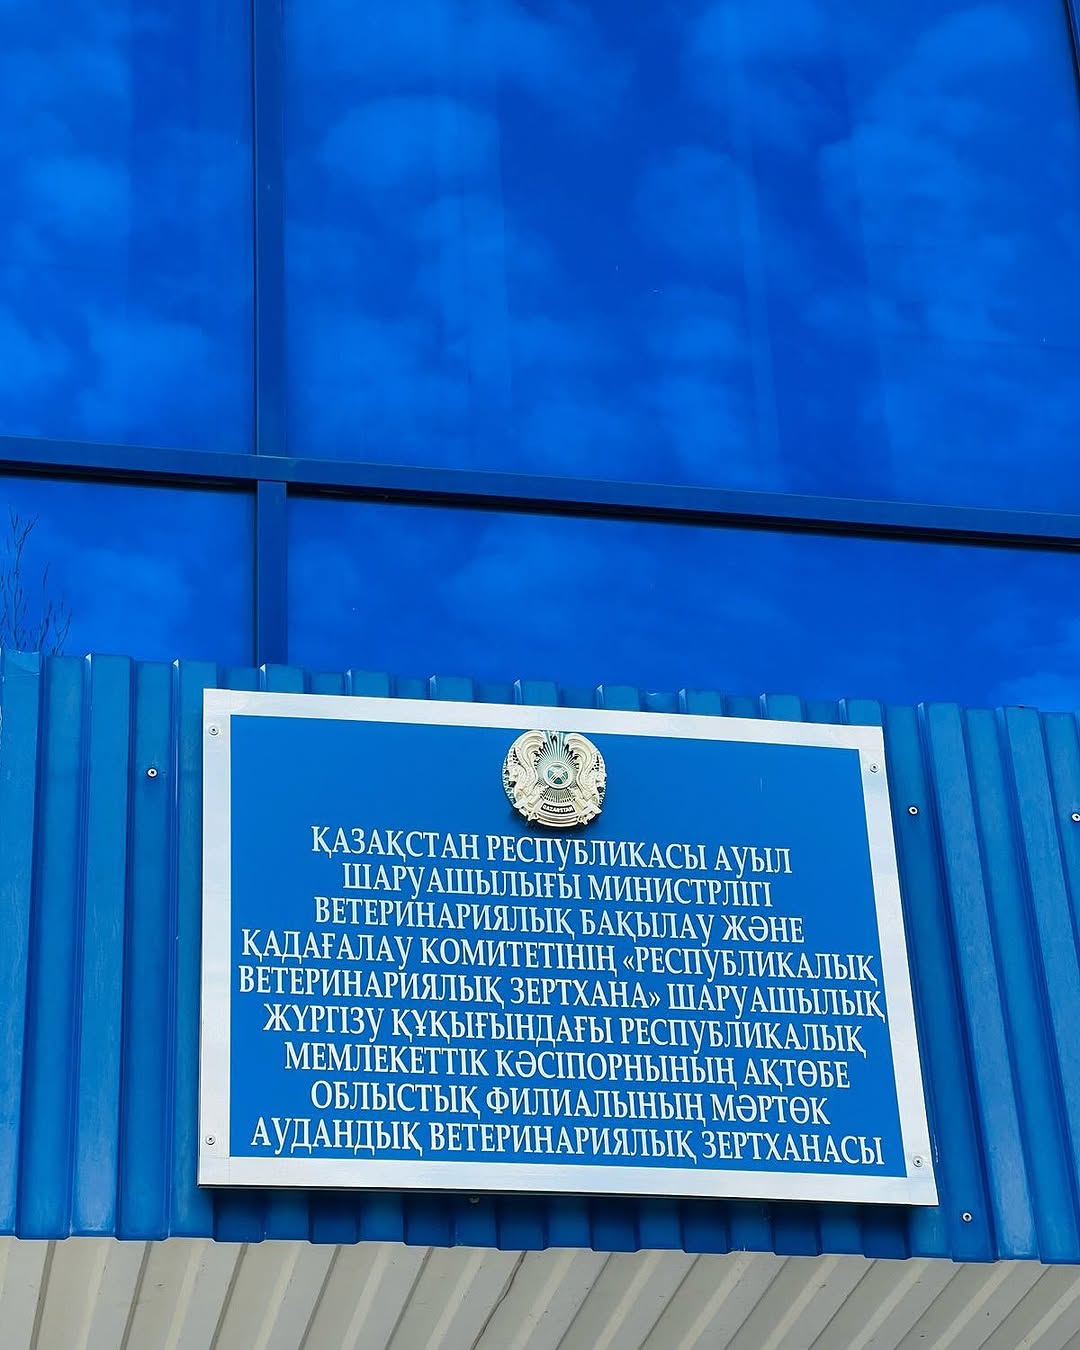 QAZAQSTAN
ҚАЗАҚСТАН РЕСПУБЛИКАСЫ АУЫЛ
ШАРУАШЫЛЫҒЫ МИНИСТРЛІГІ
ВЕТЕРИНАРИЯЛЫҚ БАҚЫЛАУ ЖӘНЕ
ҚАДАҒАЛАУ КОМИТЕТІНІҢ «РЕСПУБЛИКАЛЫҚ
ВЕТЕРИНАРИЯЛЫҚ ЗЕРТХАНА» ШАРУАШЫЛЫҚ
ЖҮРГІЗУ ҚҰҚЫҒЫНДАҒЫ РЕСПУБЛИКАЛЫҚ
МЕМЛЕКЕТТІК КӘСІПОРНЫНЫҢ АҚТӨБЕ
ОБЛЫСТЫҚ ФИЛИАЛЫНЫҢ МӘРТӨК
АУДАНДЫҚ ВЕТЕРИНАРИЯЛЫҚ ЗЕРТХАНАСЫ